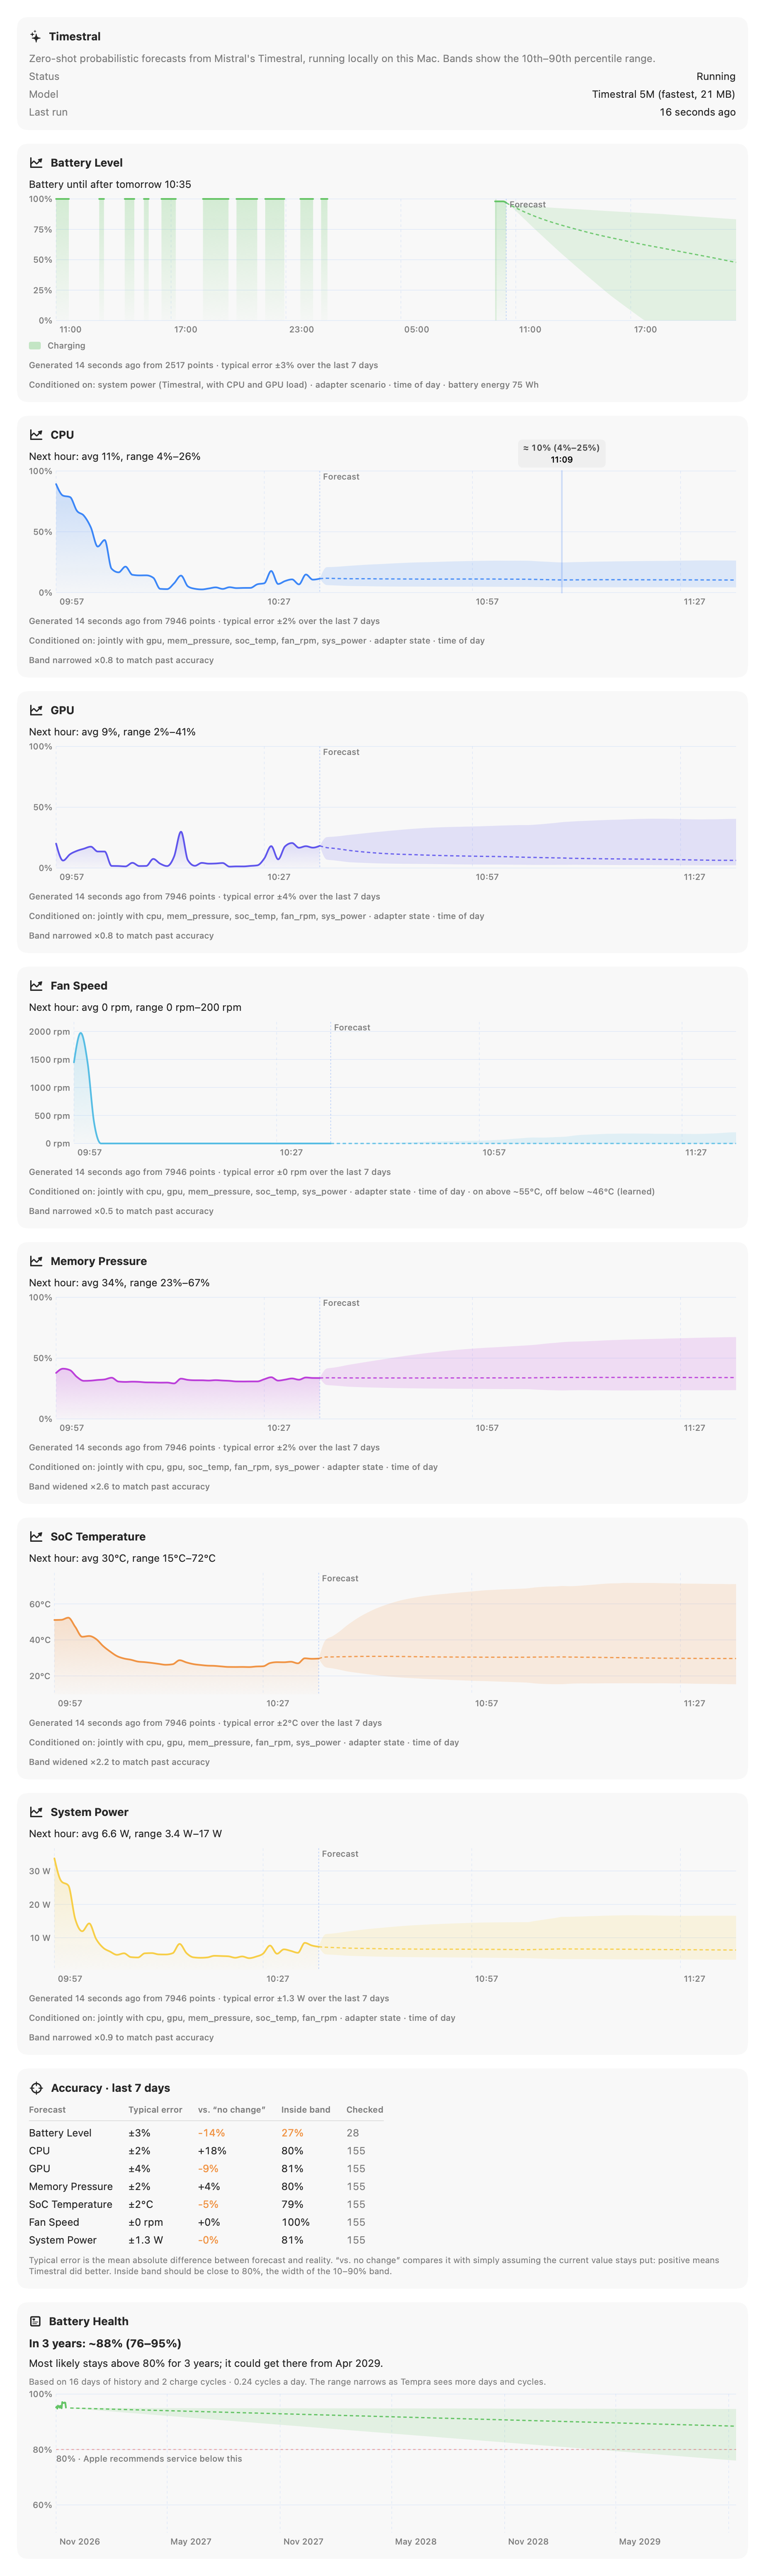 Timestral
Zero-shot probabilistic forecasts from Mistral's Timestral, running locally on this Mac. Bands show the 10th–90th percentile range.
Status Running
Model Timestral 5M (fastest, 21 MB)
Last run 16 seconds ago
Battery Level
Battery until after tomorrow 10:35
100%
Forecast
75%
50%
25%
0%
11:00 17:00 23:00 05:00 11:00 17:00
Charging
Generated 14 seconds ago from 2517 points · typical error ±3% over the last 7 days
Conditioned on: system power (Timestral, with CPU and GPU load) · adapter scenario · time of day · battery energy 75 Wh
CPU
≈ 10% (4%–25%)
11:09
Next hour: avg 11%, range 4%–26%
100%
Forecast
50%
0%
09:57 10:27 10:57 11:27
Generated 14 seconds ago from 7946 points · typical error ±2% over the last 7 days
Conditioned on: jointly with gpu, mem_pressure, soc_temp, fan_rpm, sys_power · adapter state · time of day
Band narrowed ×0.8 to match past accuracy
GPU
Next hour: avg 9%, range 2%–41%
100%
Forecast
50%
0%
09:57 10:27 10:57 11:27
Generated 14 seconds ago from 7946 points · typical error ±4% over the last 7 days
Conditioned on: jointly with cpu, mem_pressure, soc_temp, fan_rpm, sys_power · adapter state · time of day
Band narrowed ×0.8 to match past accuracy
Fan Speed
Next hour: avg 0 rpm, range 0 rpm–200 rpm
Forecast
2000 rpm
1500 rpm
1000 rpm
500 rpm
0 rpm
09:57 10:27 10:57 11:27
Generated 14 seconds ago from 7946 points · typical error ±0 rpm over the last 7 days
Conditioned on: jointly with cpu, gpu, mem_pressure, soc_temp, sys_power · adapter state · time of day · on above ~55°C, off below ~46°C (learned)
Band narrowed ×0.5 to match past accuracy
Memory Pressure
Next hour: avg 34%, range 23%–67%
100%
Forecast
50%
0%
09:57 10:27 10:57 11:27
Generated 14 seconds ago from 7946 points · typical error ±2% over the last 7 days
Conditioned on: jointly with cpu, gpu, soc_temp, fan_rpm, sys_power · adapter state · time of day
Band widened ×2.6 to match past accuracy
SoC Temperature
Next hour: avg 30°C, range 15°C–72°C
Forecast
60°C
40°C
20°C
09:57 10:27 10:57 11:27
Generated 14 seconds ago from 7946 points · typical error ±2°C over the last 7 days
Conditioned on: jointly with cpu, gpu, mem_pressure, fan_rpm, sys_power · adapter state · time of day
Band widened ×2.2 to match past accuracy
System Power
Next hour: avg 6.6 W, range 3.4 W–17 W
Forecast
30 W
20 W
10 W
09:57 10:27 10:57 11:27
Generated 14 seconds ago from 7946 points · typical error ±1.3 W over the last 7 days
Conditioned on: jointly with cpu, gpu, mem_pressure, soc_temp, fan_rpm · adapter state · time of day
Band narrowed ×0.9 to match past accuracy
Accuracy · last 7 days
Forecast Typical error vs. “no change” Inside band Checked
Battery Level ±3% -14% 27% 28
CPU ±2% +18% 80% 155
GPU ±4% -9% 81% 155
Memory Pressure ±2% +4% 80% 155
SoC Temperature ±2°C -5% 79% 155
Fan Speed ±0 rpm +0% 100% 155
System Power ±1.3 W -0% 81% 155
Typical error is the mean absolute difference between forecast and reality. “vs. no change” compares it with simply assuming the current value stays put: positive means
Timestral did better. Inside band should be close to 80%, the width of the 10–90% band.
Battery Health
In 3 years: ~88% (76–95%)
Most likely stays above 80% for 3 years; it could get there from Apr 2029.
Based on 16 days of history and 2 charge cycles · 0.24 cycles a day. The range narrows as Tempra sees more days and cycles.
100%
80%
80% · Apple recommends service below this
60%
Nov 2026 May 2027 Nov 2027 May 2028 Nov 2028 May 2029